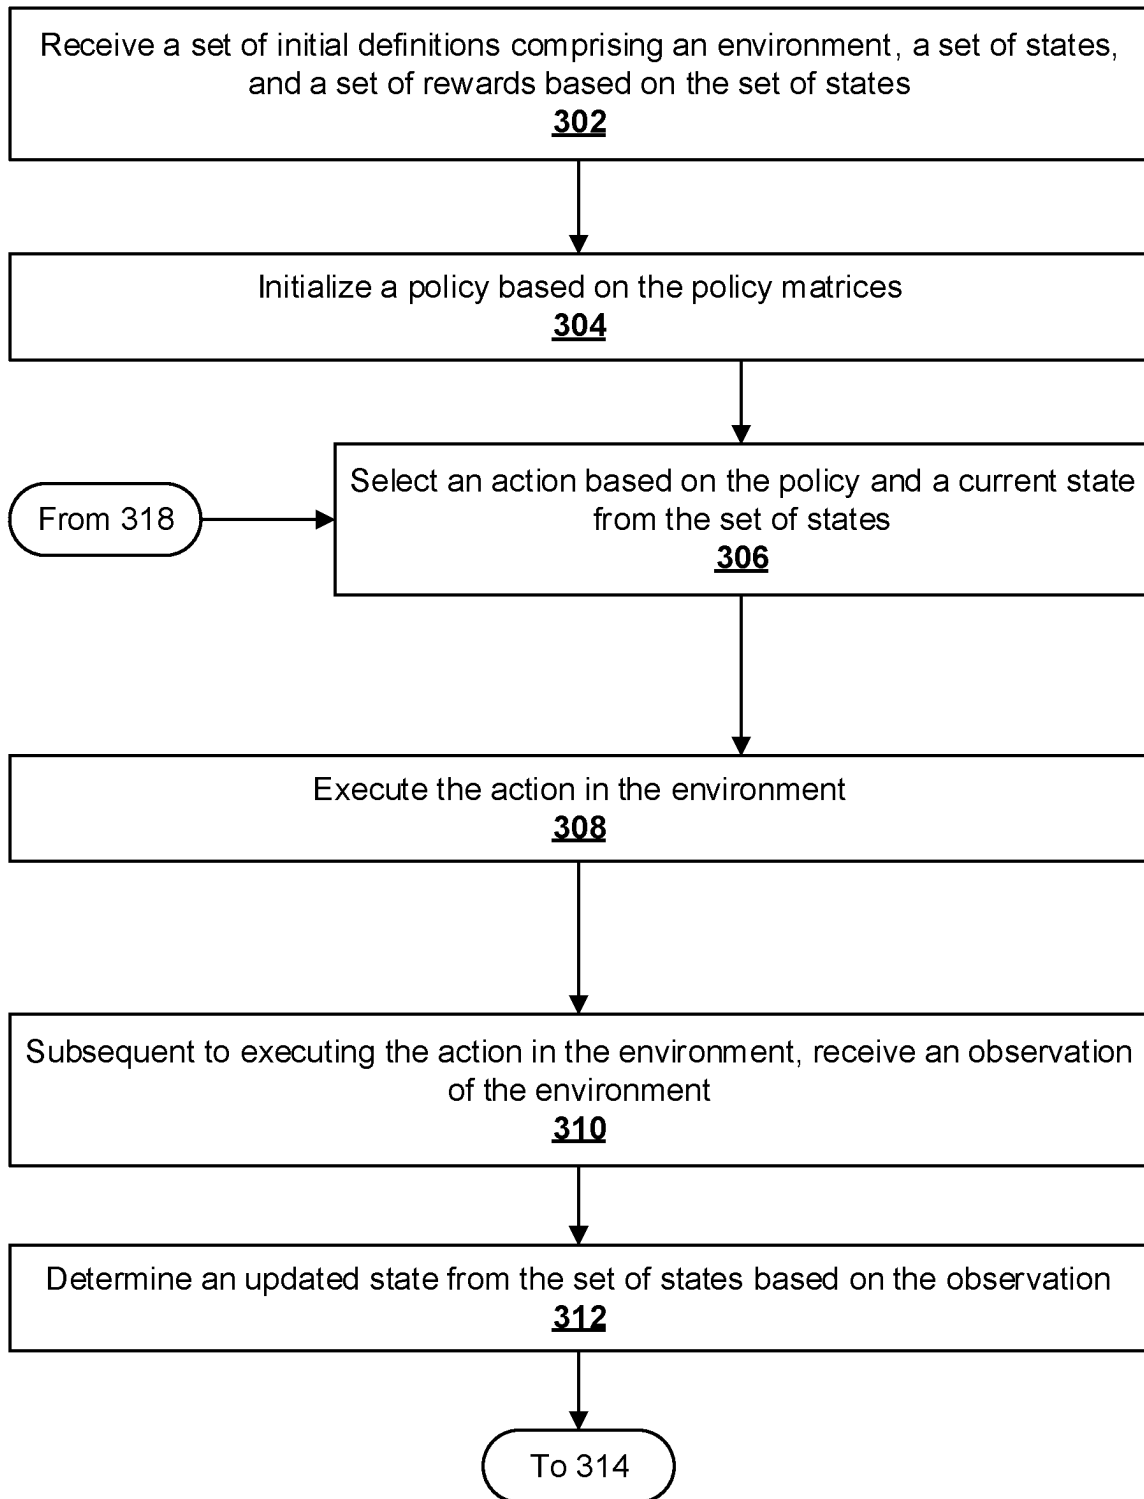 Receive a set of initial definitions comprising an environment, a set of states,
and a set of rewards based on the set of states
302
Initialize a policy based on the policy matrices
304
Select an action based on the policy and a current state
from the set of states
306
From 318
Execute the action in the environment
308
Subsequent to executing the action in the environment, receive an observation
of the environment
310
Determine an updated state from the set of states based on the observation
312
To 314